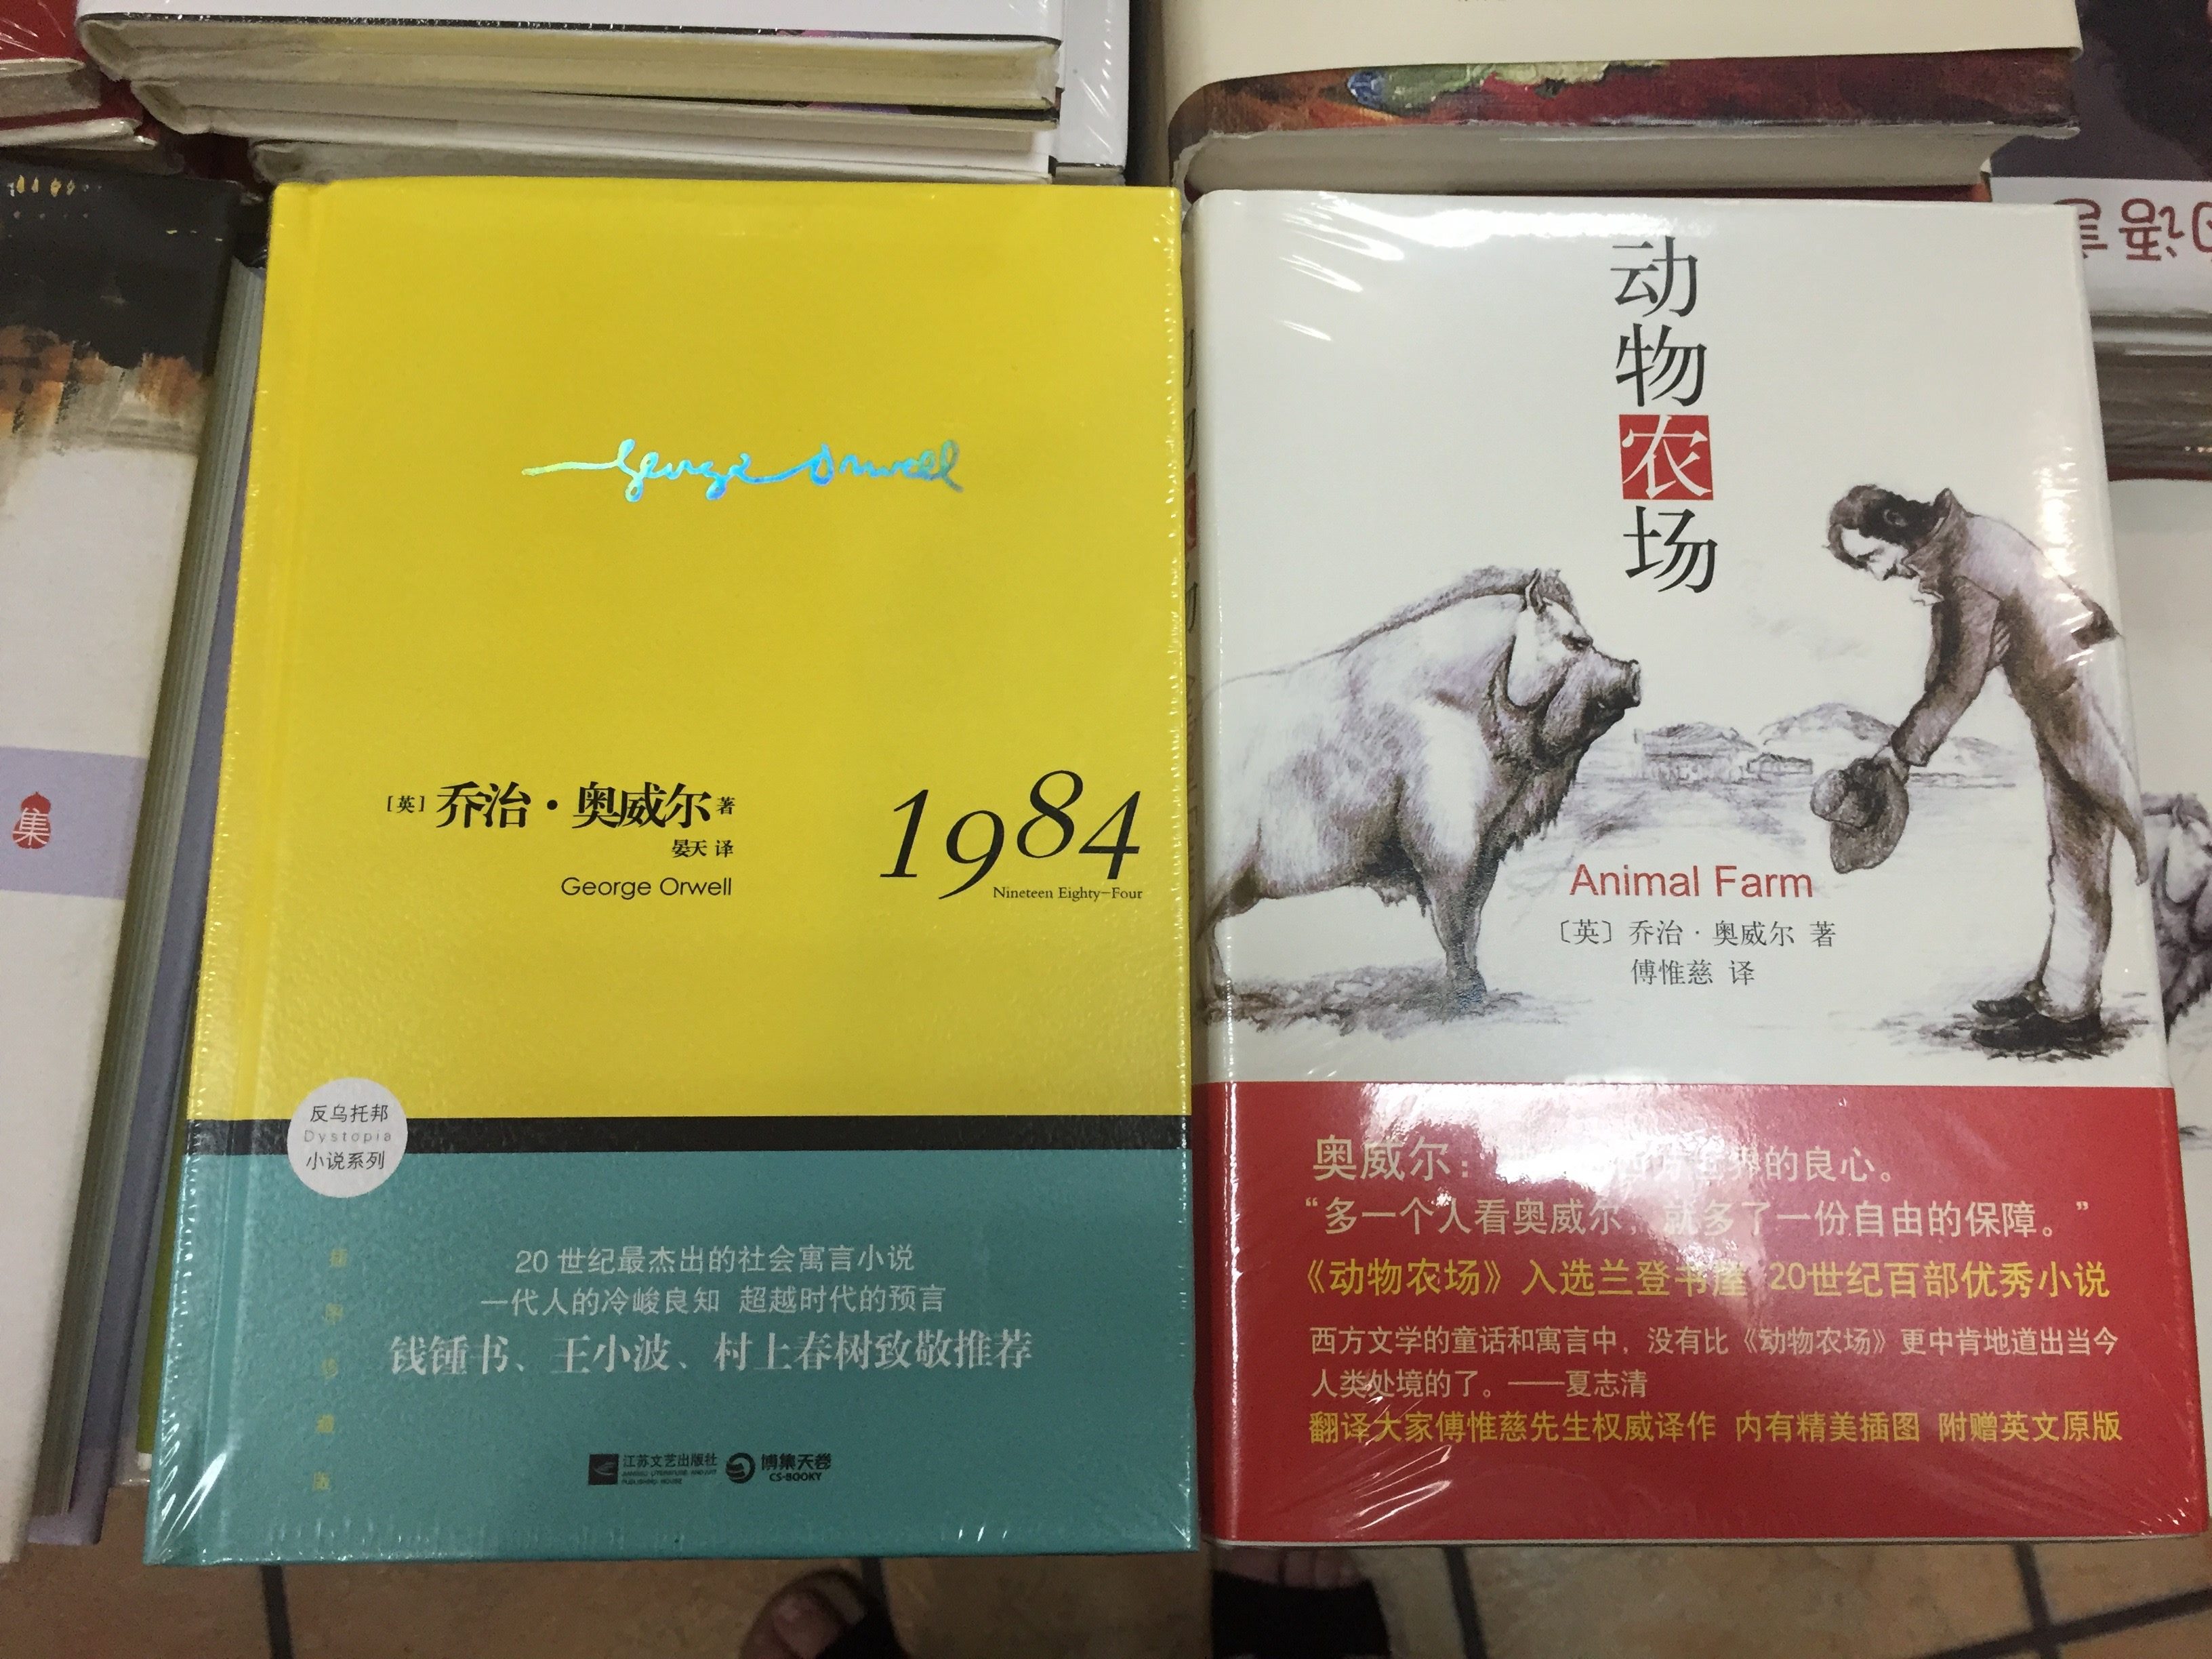 George Orwell
[英] 乔治·奥威尔 著
晏天 译
George Orwell
1984
Nineteen Eighty-Four
反乌托邦
Dystopia
小说系列
20世纪最杰出的社会寓言小说
一代人的冷峻良知 超越时代的预言
钱锺书、王小波、村上春树致敬推荐
江苏文艺出版社
博集天卷
CS-BOOKY
动物农场
Animal Farm
〔英〕乔治·奥威尔 著
傅惟慈 译
奥威尔：界的良心。
“多一个人看奥威尔，就多了一份自由的保障。”
《动物农场》入选兰登书屋 20世纪百部优秀小说
西方文学的童话和寓言中，没有比《动物农场》更中肯地道出当今
人类处境的了。——夏志清
翻译大家傅惟慈先生权威译作 内有精美插图 附赠英文原版
集
语言